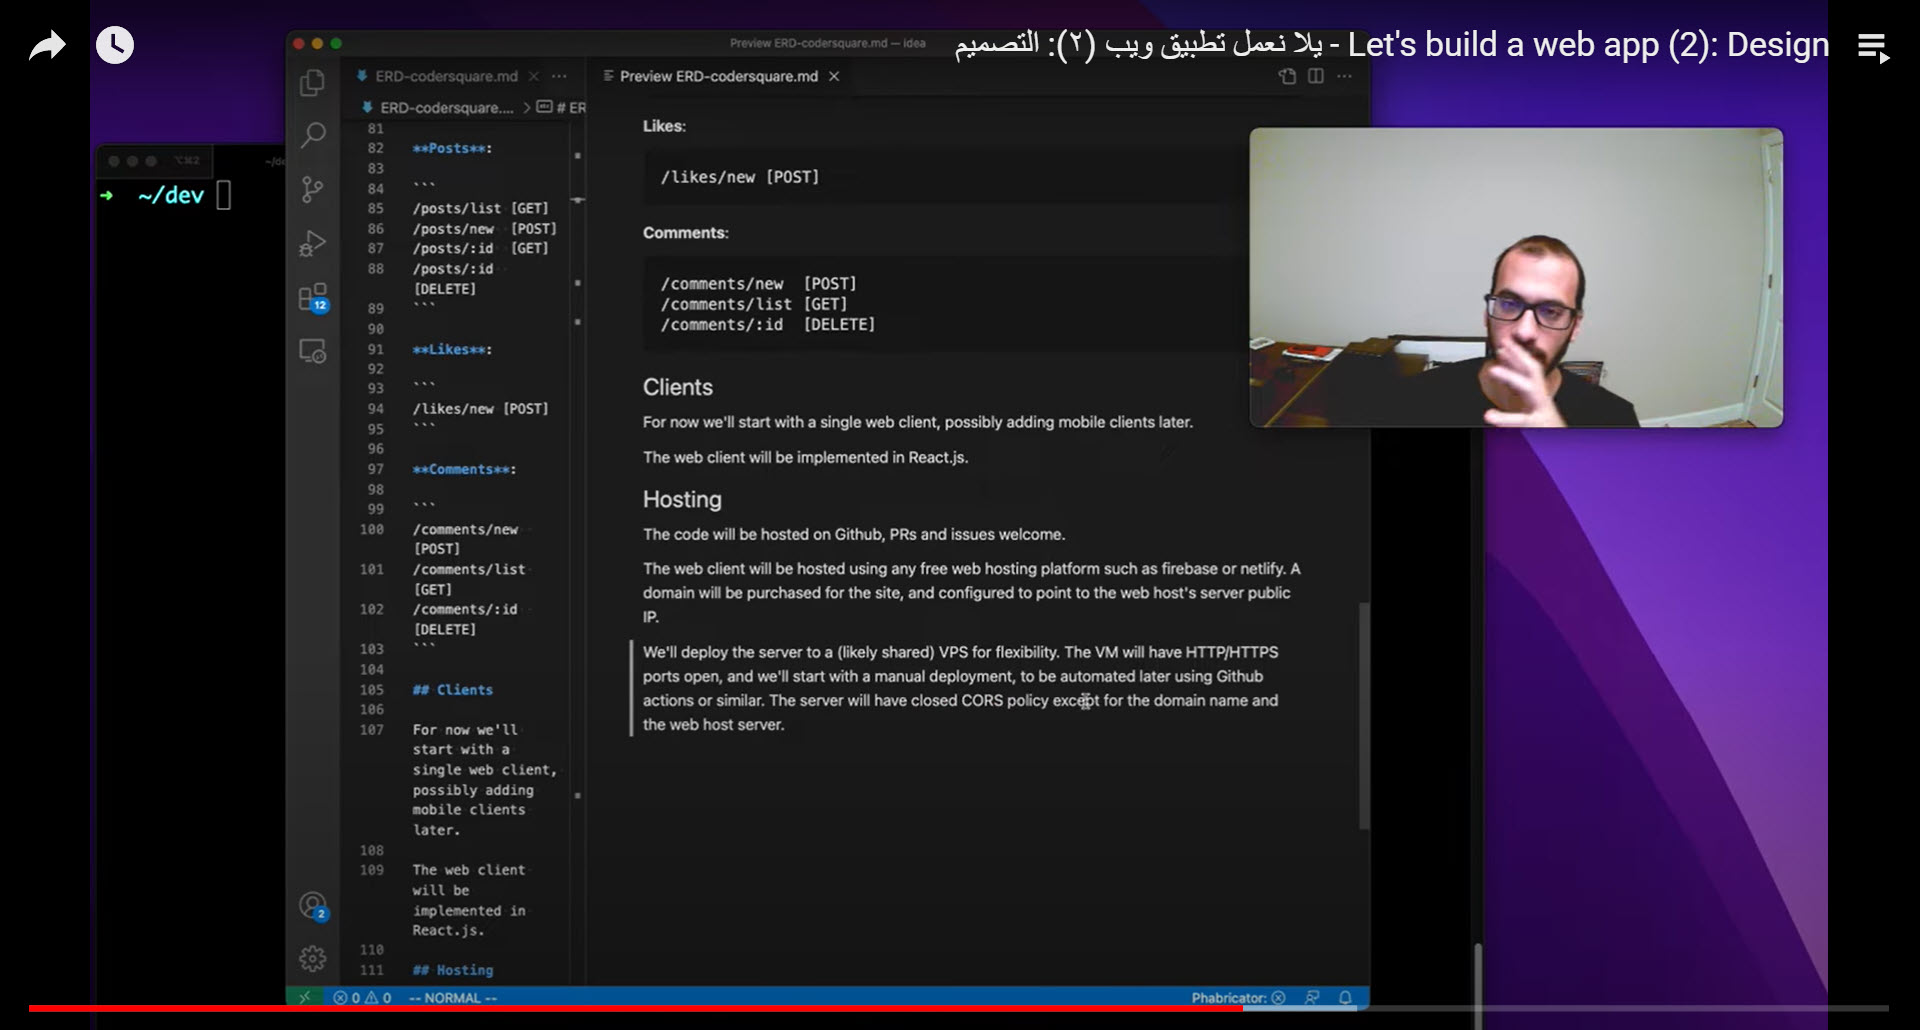 يلا نعمل تطبيق ويب (٢): التصميم - Let's build a web app (2): Design
Preview ERD-codersquare.md — idea
ERD-codersquare.md
Preview ERD-codersquare.md
ERD-codersquare.... > # ER
⌥⌘2
~/de
➜ ~/dev
81
82 **Posts**:
83
84 ```
85 /posts/list [GET]
86 /posts/new [POST]
87 /posts/:id [GET]
88 /posts/:id
[DELETE]
89 ```
90
91 **Likes**:
92
93 ```
94 /likes/new [POST]
95 ```
96
97 **Comments**:
98
99 ```
100 /comments/new
[POST]
101 /comments/list
[GET]
102 /comments/:id
[DELETE]
103 ```
104
105 ## Clients
106
107 For now we'll
start with a
single web client,
possibly adding
mobile clients
later.
108
109 The web client
will be
implemented in
React.js.
110
111 ## Hosting
Likes:
/likes/new [POST]
Comments:
/comments/new [POST]
/comments/list [GET]
/comments/:id [DELETE]
Clients
For now we'll start with a single web client, possibly adding mobile clients later.
The web client will be implemented in React.js.
Hosting
The code will be hosted on Github, PRs and issues welcome.
The web client will be hosted using any free web hosting platform such as firebase or netlify. A
domain will be purchased for the site, and configured to point to the web host's server public
IP.
We'll deploy the server to a (likely shared) VPS for flexibility. The VM will have HTTP/HTTPS
ports open, and we'll start with a manual deployment, to be automated later using Github
actions or similar. The server will have closed CORS policy except for the domain name and
the web host server.
12
2
0 0 -- NORMAL --
Phabricator: